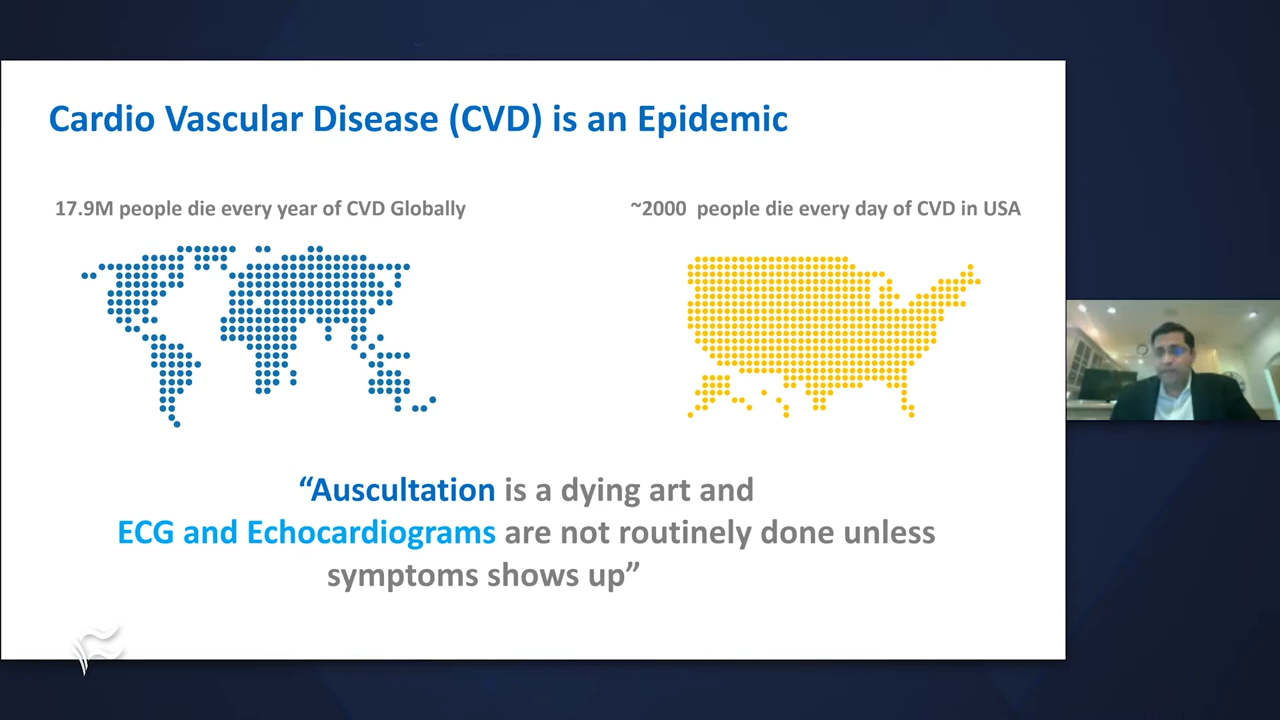 Cardio Vascular Disease (CVD) is an Epidemic
17.9M people die every year of CVD Globally
~2000 people die every day of CVD in USA
“Auscultation is a dying art and
ECG and Echocardiograms are not routinely done unless
symptoms shows up”